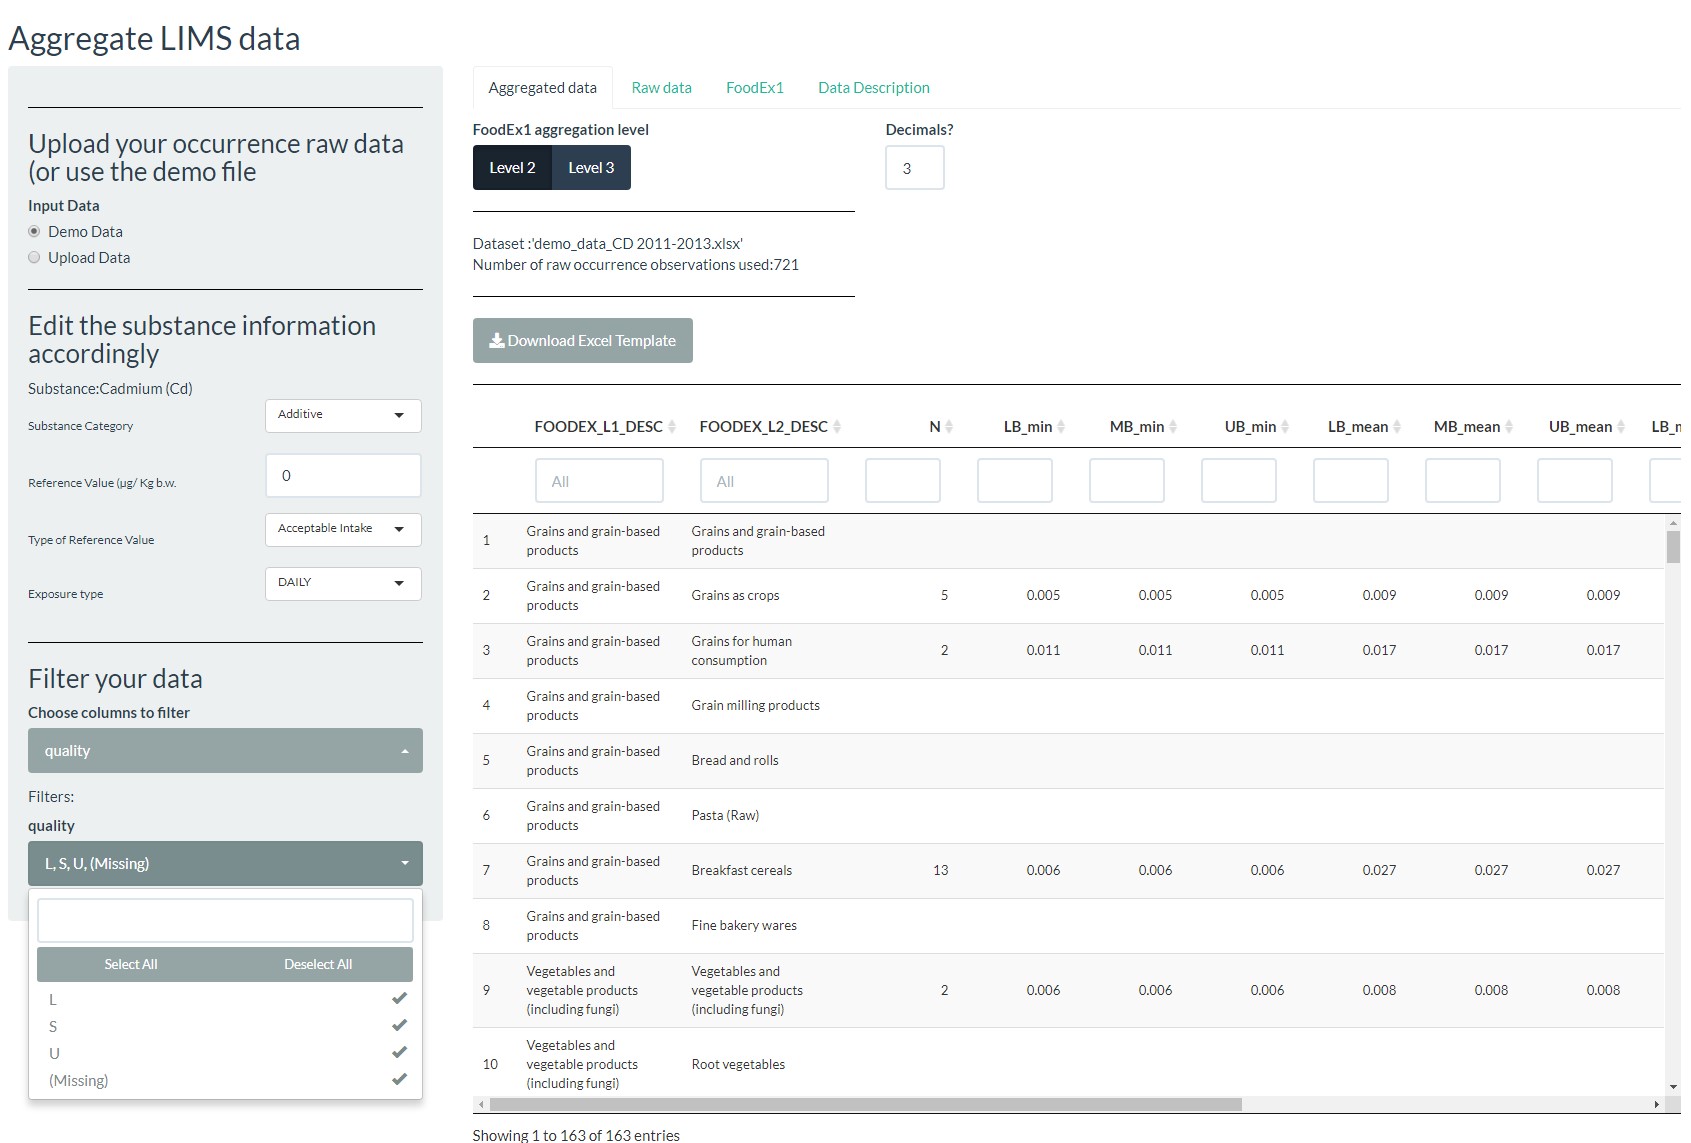 Aggregate LIMS data
Upload your occurrence raw data
(or use the demo file
Input Data
Demo Data
Upload Data
Edit the substance information
accordingly
Substance:Cadmium (Cd)
Substance Category
Additive
Reference Value (µg/ Kg b.w.
0
Type of Reference Value
Acceptable Intake
Exposure type
DAILY
Filter your data
Choose columns to filter
quality
Filters:
quality
L, S, U, (Missing)
Select All Deselect All
L
S
U
(Missing)
Aggregated data Raw data FoodEx1 Data Description
FoodEx1 aggregation level Decimals?
Level 2 Level 3 3
Dataset :'demo_data_CD 2011-2013.xlsx'
Number of raw occurrence observations used:721
Download Excel Template
FOODEX_L1_DESC FOODEX_L2_DESC N LB_min MB_min UB_min LB_mean MB_mean UB_mean
All All
1 Grains and grain-based products Grains and grain-based products
2 Grains and grain-based products Grains as crops 5 0.005 0.005 0.005 0.009 0.009 0.009
3 Grains and grain-based products Grains for human consumption 2 0.011 0.011 0.011 0.017 0.017 0.017
4 Grains and grain-based products Grain milling products
5 Grains and grain-based products Bread and rolls
6 Grains and grain-based products Pasta (Raw)
7 Grains and grain-based products Breakfast cereals 13 0.006 0.006 0.006 0.027 0.027 0.027
8 Grains and grain-based products Fine bakery wares
9 Vegetables and vegetable products (including fungi) Vegetables and vegetable products (including fungi) 2 0.006 0.006 0.006 0.008 0.008 0.008
10 Vegetables and vegetable products (including fungi) Root vegetables
Showing 1 to 163 of 163 entries